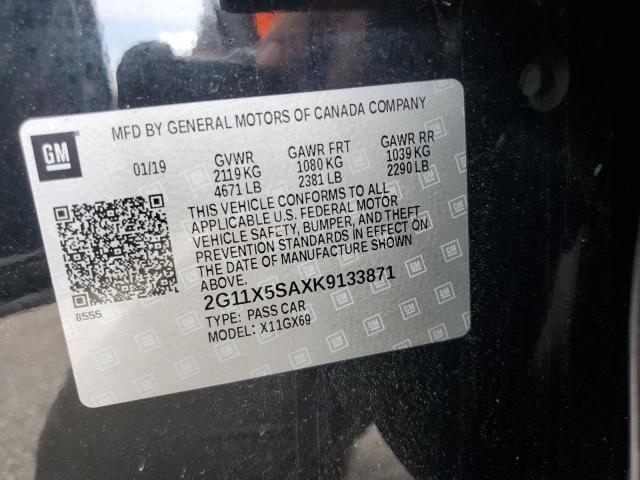 MFD BY GENERAL MOTORS OF CANADA COMPANY
GM
01/19 GVWR GAWR FRT GAWR RR
2119 KG 1080 KG 1039 KG
4671 LB 2381 LB 2290 LB
THIS VEHICLE CONFORMS TO ALL
APPLICABLE U.S. FEDERAL MOTOR
VEHICLE SAFETY, BUMPER, AND THEFT
PREVENTION STANDARDS IN EFFECT ON
THE DATE OF MANUFACTURE SHOWN
ABOVE.
8555
2G11X5SAXK9133871
TYPE: PASS CAR
MODEL: X11GX69